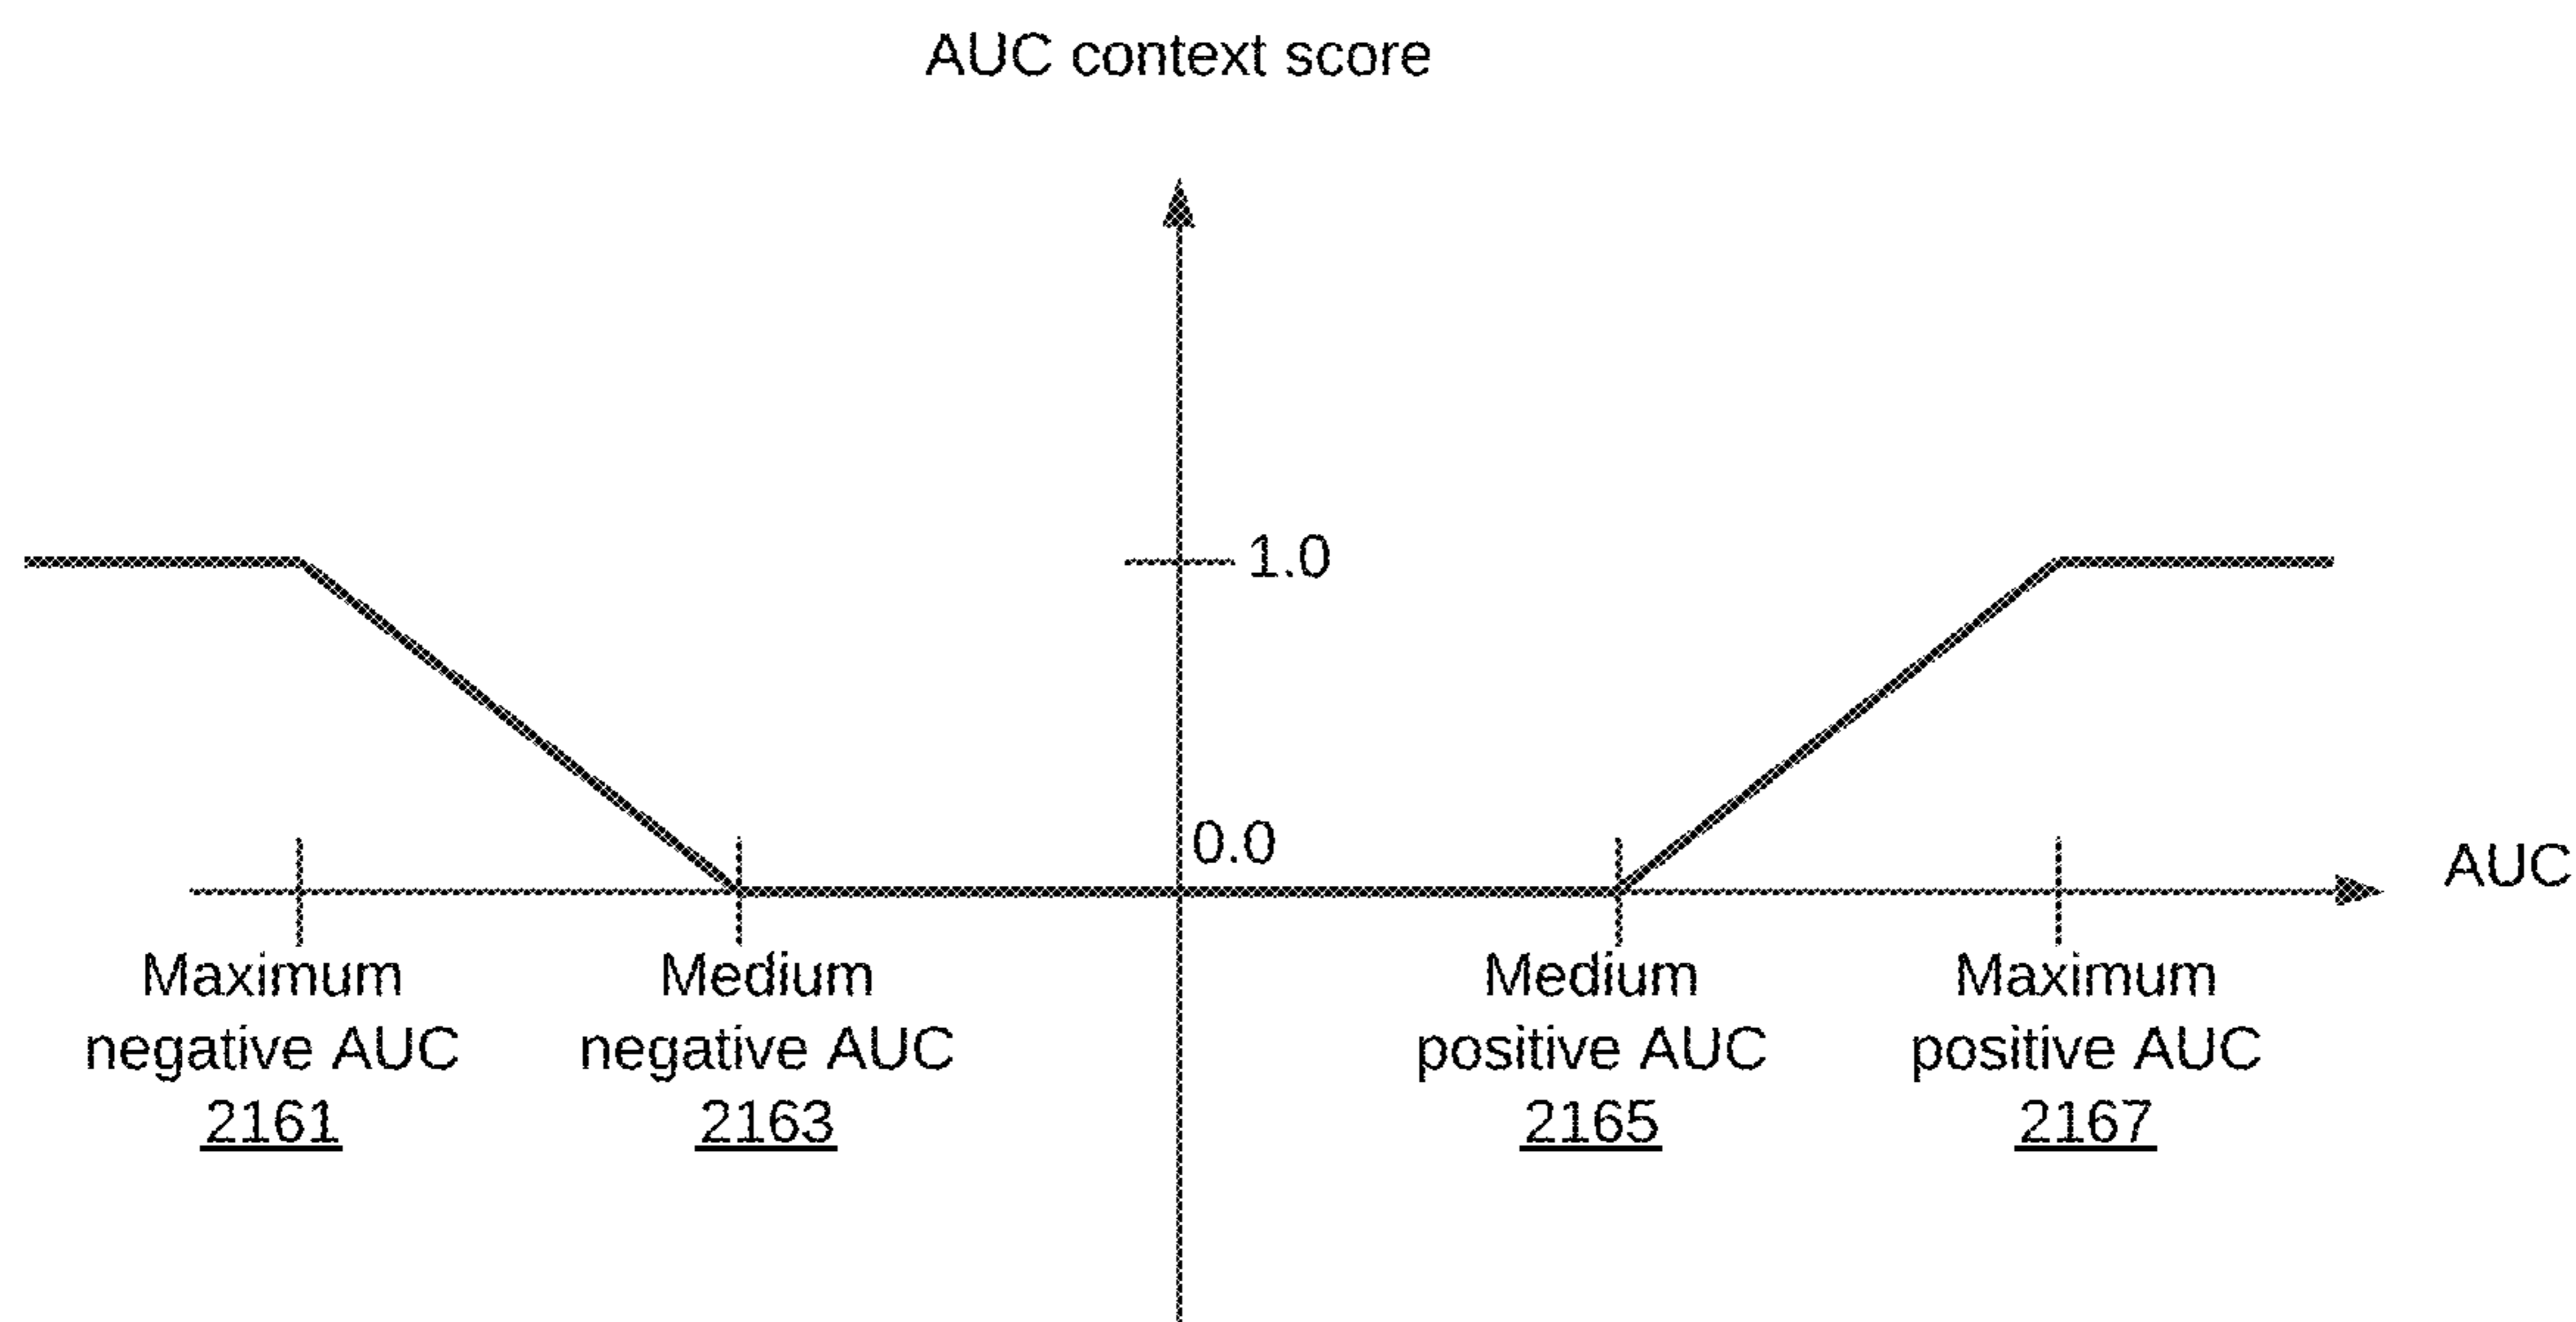 AUC context score
1.0
0.0
AUC
Maximum
negative AUC
2161
Medium
negative AUC
2163
Medium
positive AUC
2165
Maximum
positive AUC
2167